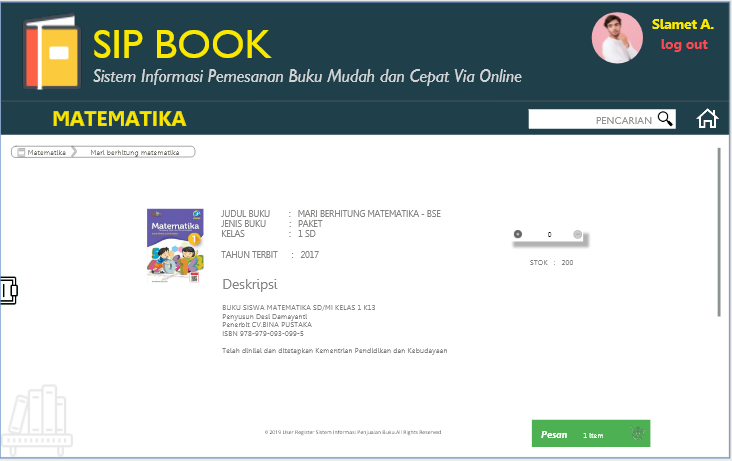 SIP BOOK
Sistem Informasi Pemesanan Buku Mudah dan Cepat Via Online
Slamet A.
log out
MATEMATIKA
PENCARIAN
Matematika
Mari berhitung matematika
Matematika
1
JUDUL BUKU : MARI BERHITUNG MATEMATIKA - BSE
JENIS BUKU : PAKET
KELAS : 1 SD
TAHUN TERBIT : 2017
0
STOK : 200
Deskripsi
BUKU SISWA MATEMATIKA SD/MI KELAS 1 K13
Penyusun Desi Damayanti
Penerbit CV.BINA PUSTAKA
ISBN 978-979-093-099-5
Telah dinilai dan ditetapkan Kementrian Pendidikan dan Kebudayaan
© 2019 User Register Sistem Informasi Penjualan Buku.All Rights Reserved
Pesan 1 Item